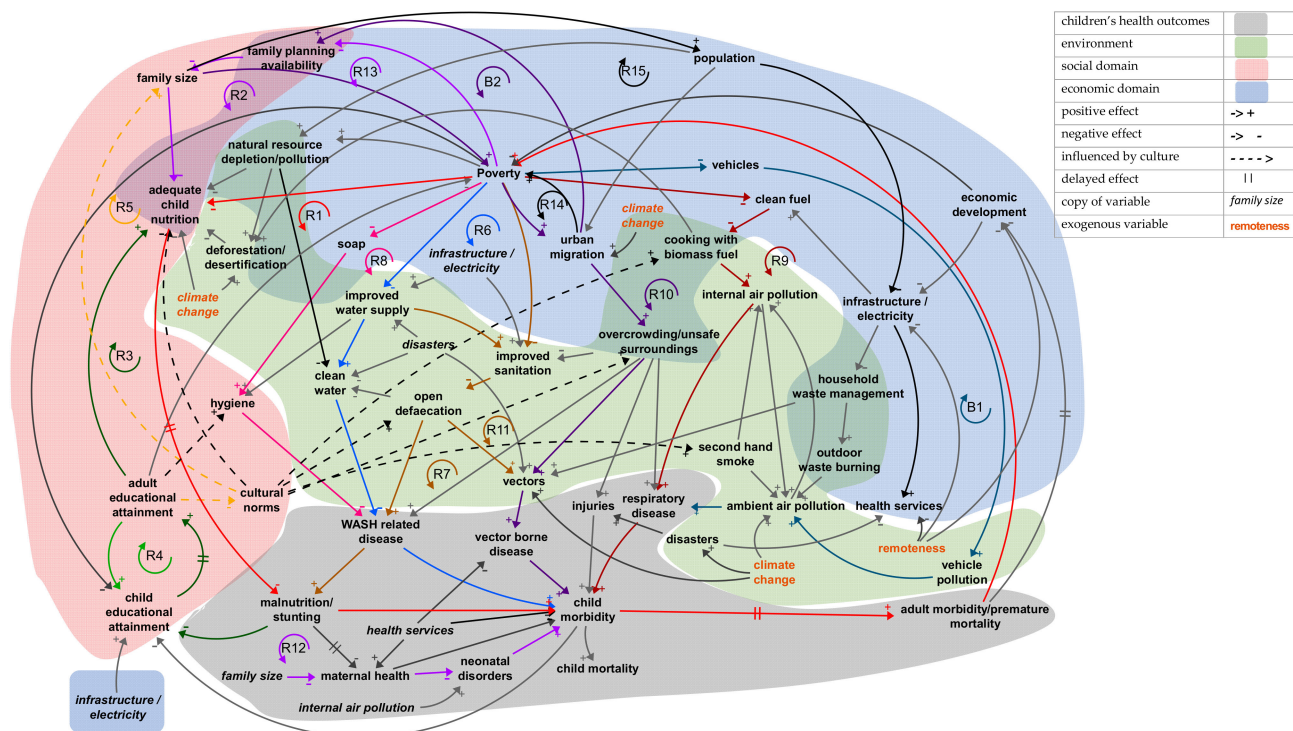 family size
family planning
availability
R13
R2
B2
R15
population
natural resource
depletion/pollution
Poverty
vehicles
adequate
child
nutrition
R5
R1
R14
clean fuel
economic
development
climate
change
soap
R6
R8
infrastructure /
electricity
urban
migration
cooking with
biomass fuel
R9
deforestation/
desertification
climate
change
improved
water supply
R10
internal air pollution
infrastructure /
electricity
overcrowding/unsafe
surroundings
disasters
improved
sanitation
R3
clean
water
open
defaecation
household
waste management
hygiene
B1
R11
R7
second hand
smoke
outdoor
waste burning
adult
educational
attainment
cultural
norms
vectors
WASH related
disease
injuries
respiratory
disease
ambient air pollution
health services
R4
vector borne
disease
disasters
remoteness
climate
change
vehicle
pollution
child
educational
attainment
malnutrition/
stunting
child
morbidity
adult morbidity/premature
mortality
health services
R12
family size
maternal health
neonatal
disorders
child mortality
internal air pollution
infrastructure /
electricity
children's health outcomes
environment
social domain
economic domain
positive effect -> +
negative effect -> -
influenced by culture - - - - >
delayed effect | |
copy of variable family size
exogenous variable remoteness